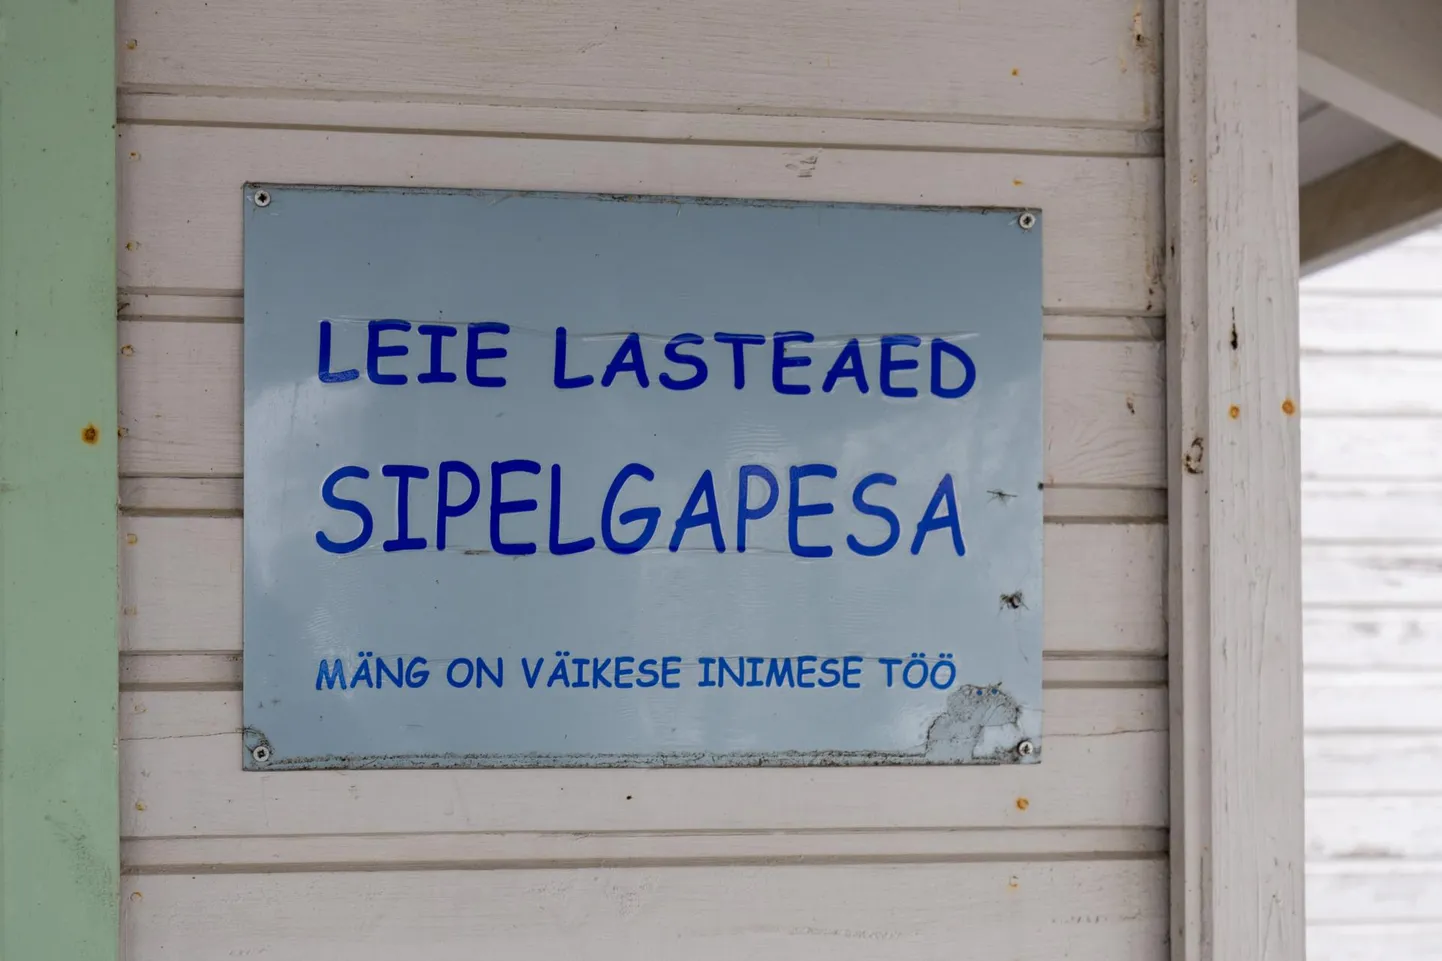 LEIE LASTEAED
SIPELGAPESA
MÄNG ON VÄIKESE INIMESE TÖÖ